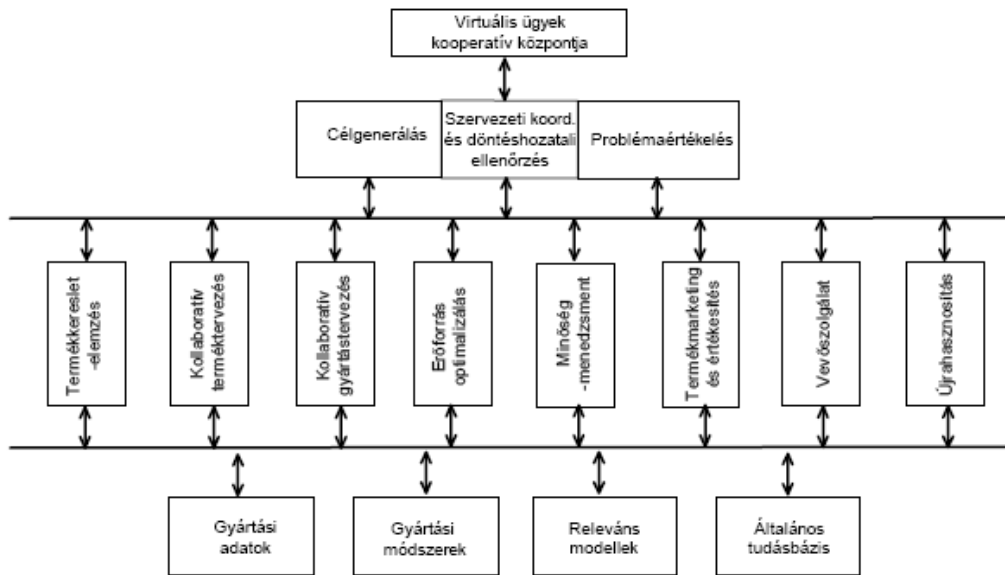 Virtuális ügyek
kooperatív központja
Célgenerálás
Szervezeti koord.
és döntéshozatali
ellenőrzés
Problémaértékelés
Termékkereslet
-elemzés
Kollaboratív
terméktervezés
Kollaboratív
gyártástervezés
Erőforrás
optimalizálás
Minőség
-menedzsment
Termékmarketing
és értékesítés
Vevőszolgálat
Újrahasznosítás
Gyártási
adatok
Gyártási
módszerek
Releváns
modellek
Általános
tudásbázis